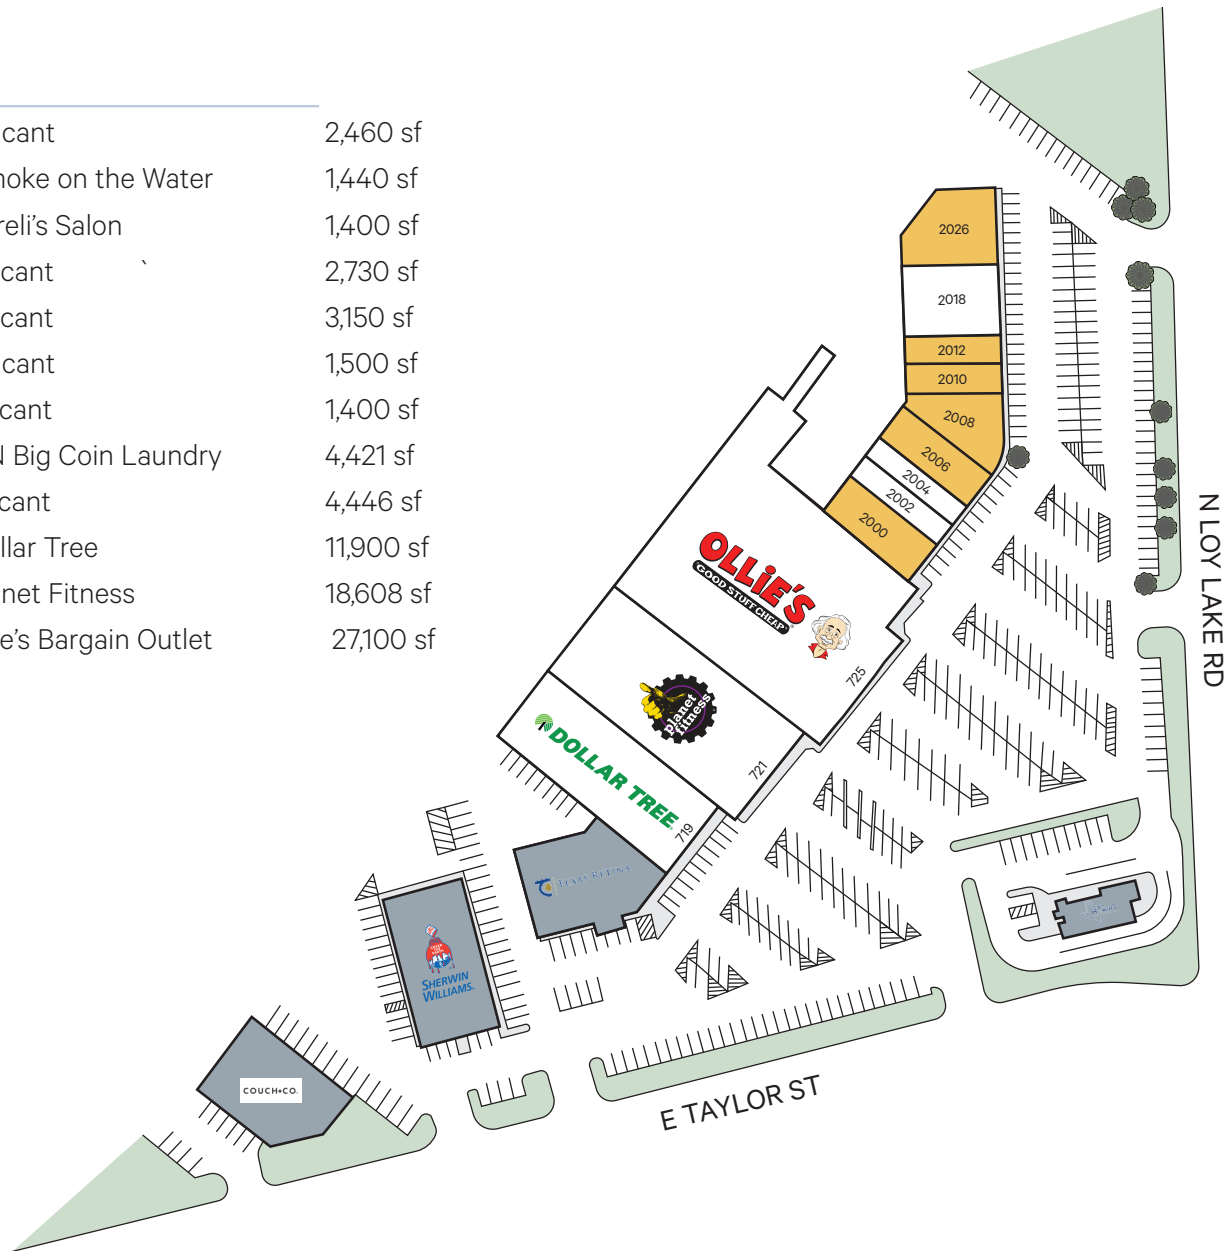 cant 2,460 sf
noke on the Water 1,440 sf
reli's Salon 1,400 sf
cant ` 2,730 sf
cant 3,150 sf
cant 1,500 sf
cant 1,400 sf
N Big Coin Laundry 4,421 sf
cant 4,446 sf
llar Tree 11,900 sf
net Fitness 18,608 sf
e's Bargain Outlet 27,100 sf
2026
2018
2012
2010
2008
2006
2004
2002
2000
OLLiE'S
GOOD STUFF CHEAP
725
planet
fitness
721
DOLLAR TREE
719
TEXAS RETINA
SHERWIN
WILLIAMS.
COUCH•CO.
E TAYLOR ST
N LOY LAKE RD